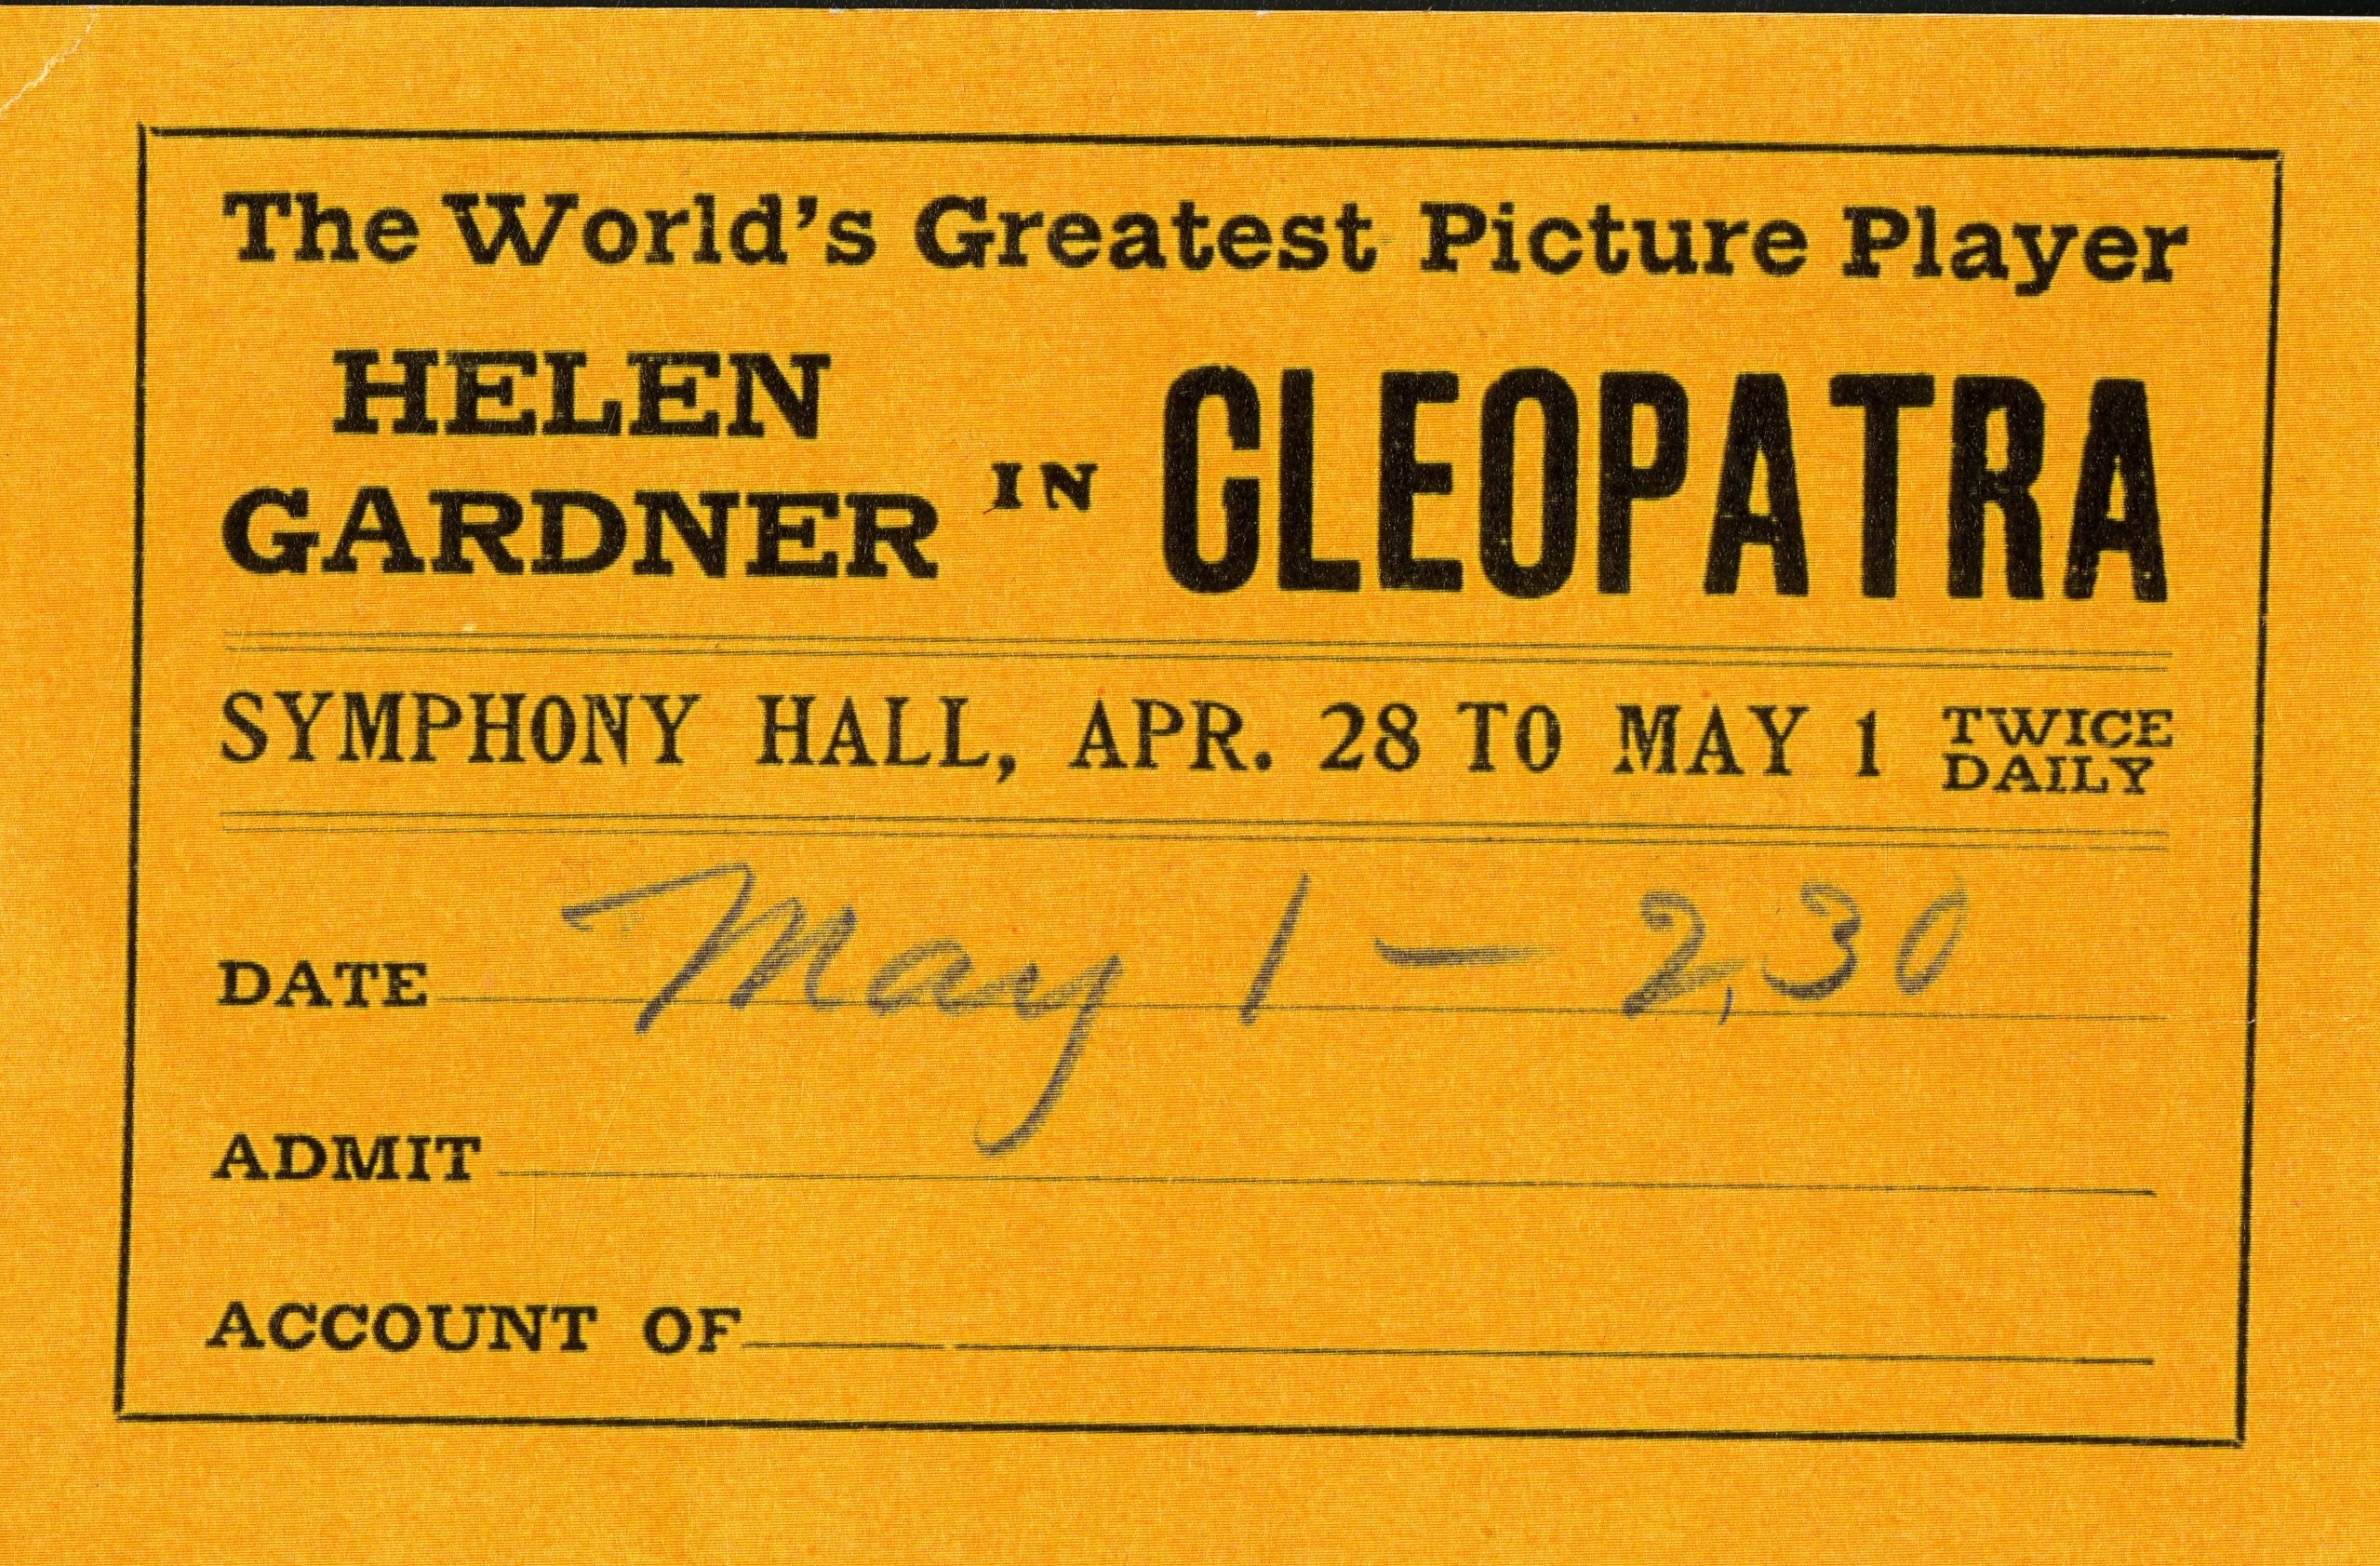 The World's Greatest Picture Player
HELEN
GARDNER IN CLEOPATRA
SYMPHONY HALL, APR. 28 TO MAY 1 TWICE DAILY
DATE May 1 — 2,30
ADMIT
ACCOUNT OF